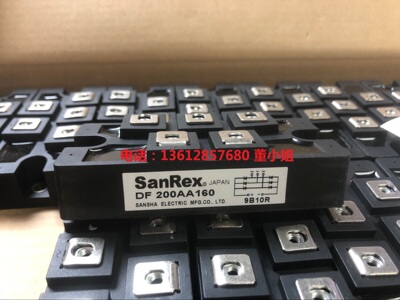 电话：13612857680 董小姐
SanRex® JAPAN
DF 200AA160
SANSHA ELECTRIC MFG.CO., LTD.
9B10R